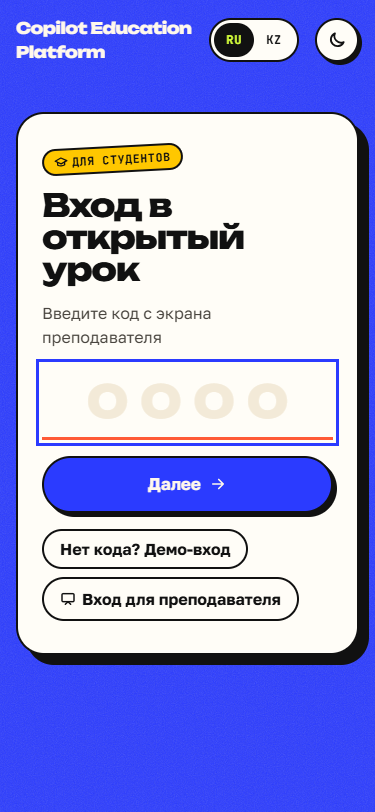 Copilot Education
Platform
RU KZ
ДЛЯ СТУДЕНТОВ
Вход в
открытый
урок
Введите код с экрана
преподавателя
0000
Далее →
Нет кода? Демо-вход
Вход для преподавателя